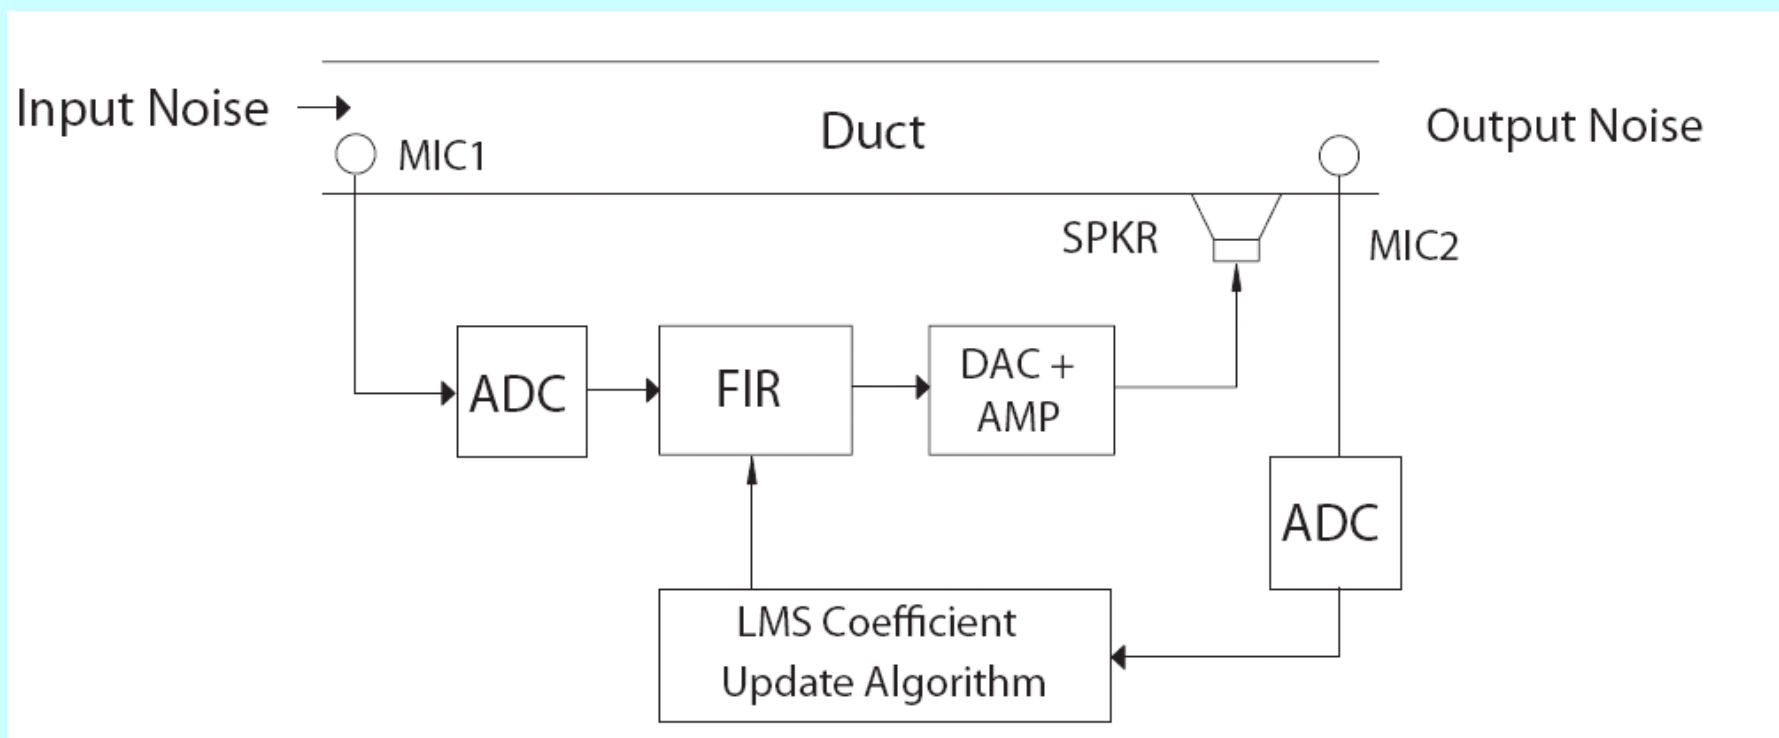 Input Noise
MIC1
Duct
Output Noise
SPKR
MIC2
ADC
FIR
DAC +
AMP
ADC
LMS Coefficient
Update Algorithm